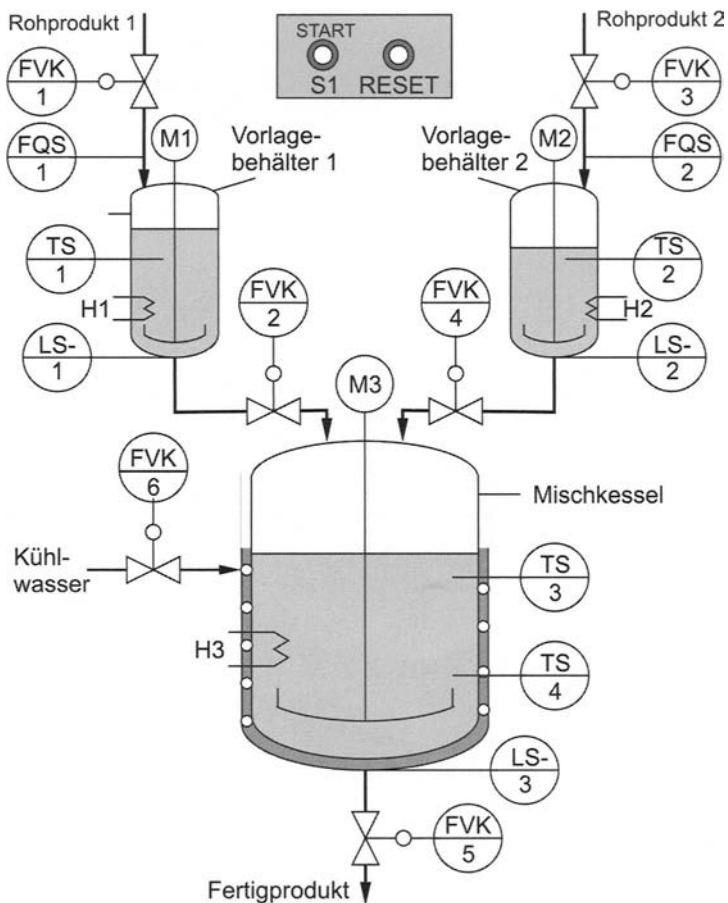 Rohprodukt 1
START
S1
RESET
Rohprodukt 2
FVK
1
FVK
3
FQS
1
M1
Vorlage-
behälter 1
Vorlage-
behälter 2
M2
FQS
2
TS
1
TS
2
H1
FVK
2
FVK
4
H2
LS-
1
M3
LS-
2
FVK
6
Mischkessel
Kühl-
wasser
TS
3
H3
TS
4
LS-
3
FVK
5
Fertigprodukt